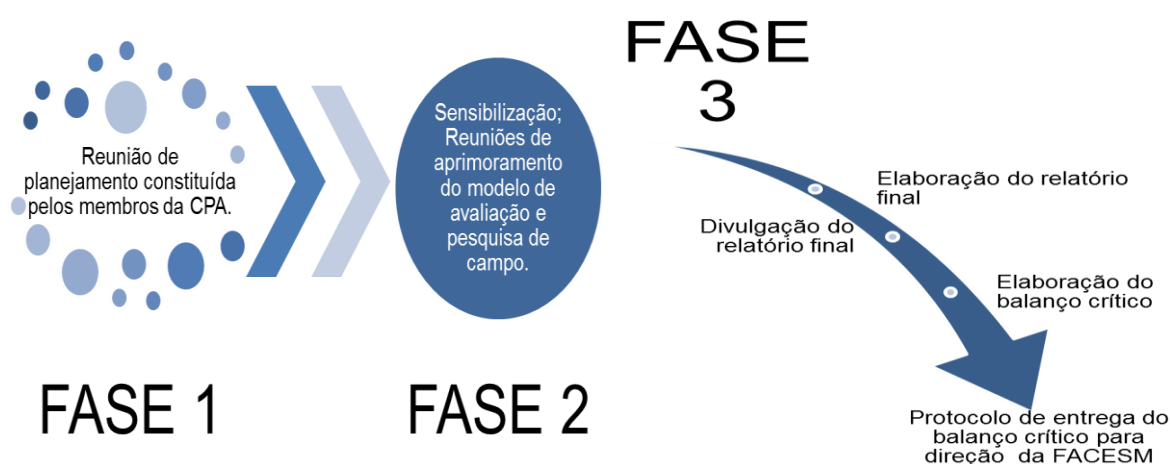 Reunião de
planejamento constituída
pelos membros da CPA.
FASE 1
Sensibilização;
Reuniões de
aprimoramento
do modelo de
avaliação e
pesquisa de
campo.
FASE 2
FASE
3
Elaboração do relatório
final
Divulgação do
relatório final
Elaboração do
balanço crítico
Protocolo de entrega do
balanço crítico para
direção da FACESM